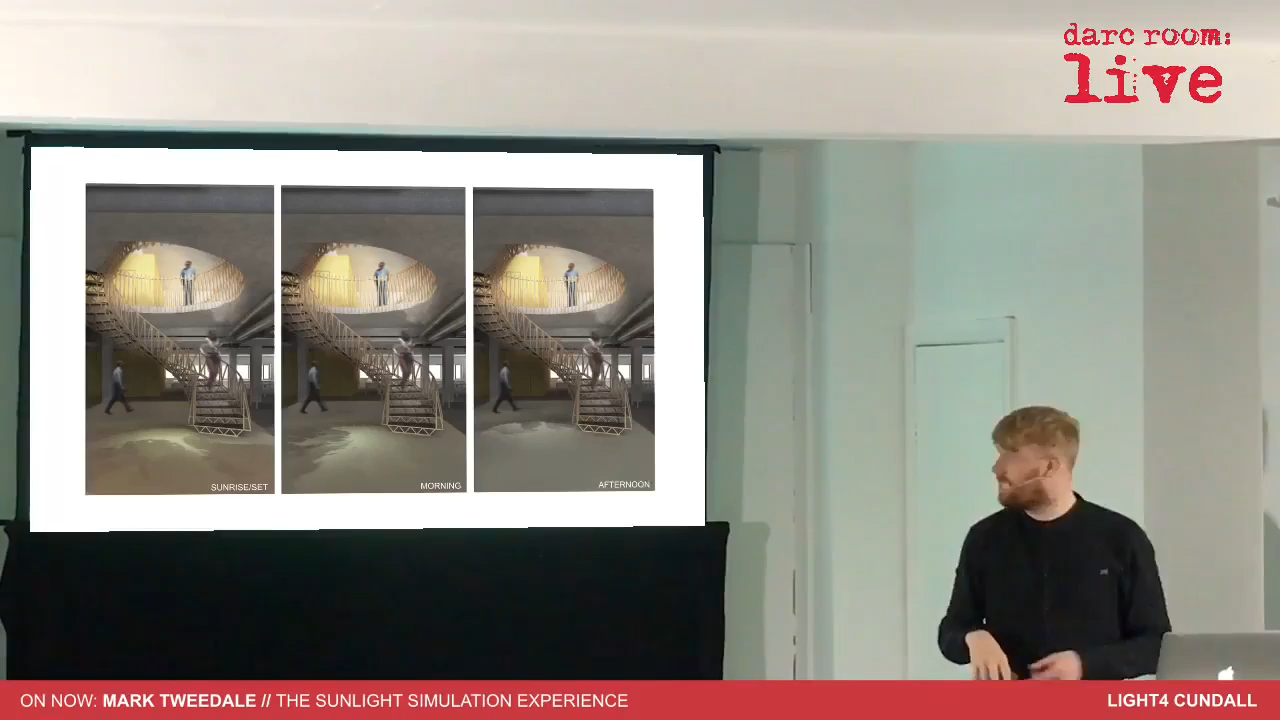 darc room:
live
SUNRISE/SET
MORNING
AFTERNOON
ON NOW: MARK TWEEDALE // THE SUNLIGHT SIMULATION EXPERIENCE
LIGHT4 CUNDALL